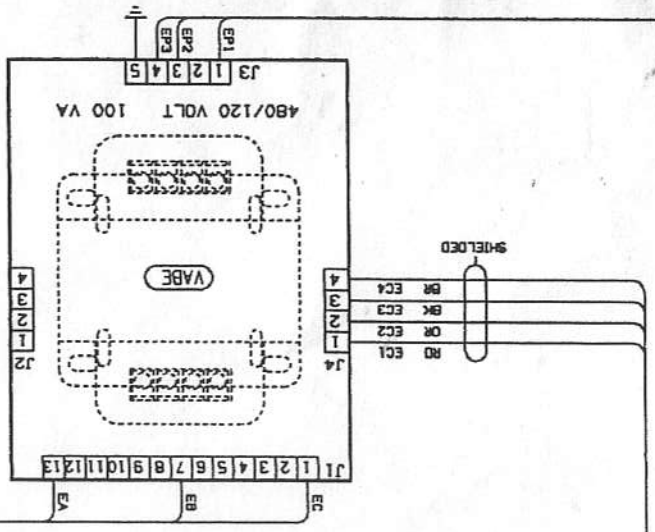 EC EB EA
J1 1 2 3 4 5 6 7 8 9 10 11 12 13
J4
J2
RD EC1 1
OR EC2 2
BK EC3 3
BR EC4 4
1
2
3
4
SHIELDED
VABE
480/120 VOLT 100 VA
J3 1 2 3 4 5
EP1 EP2 EP3